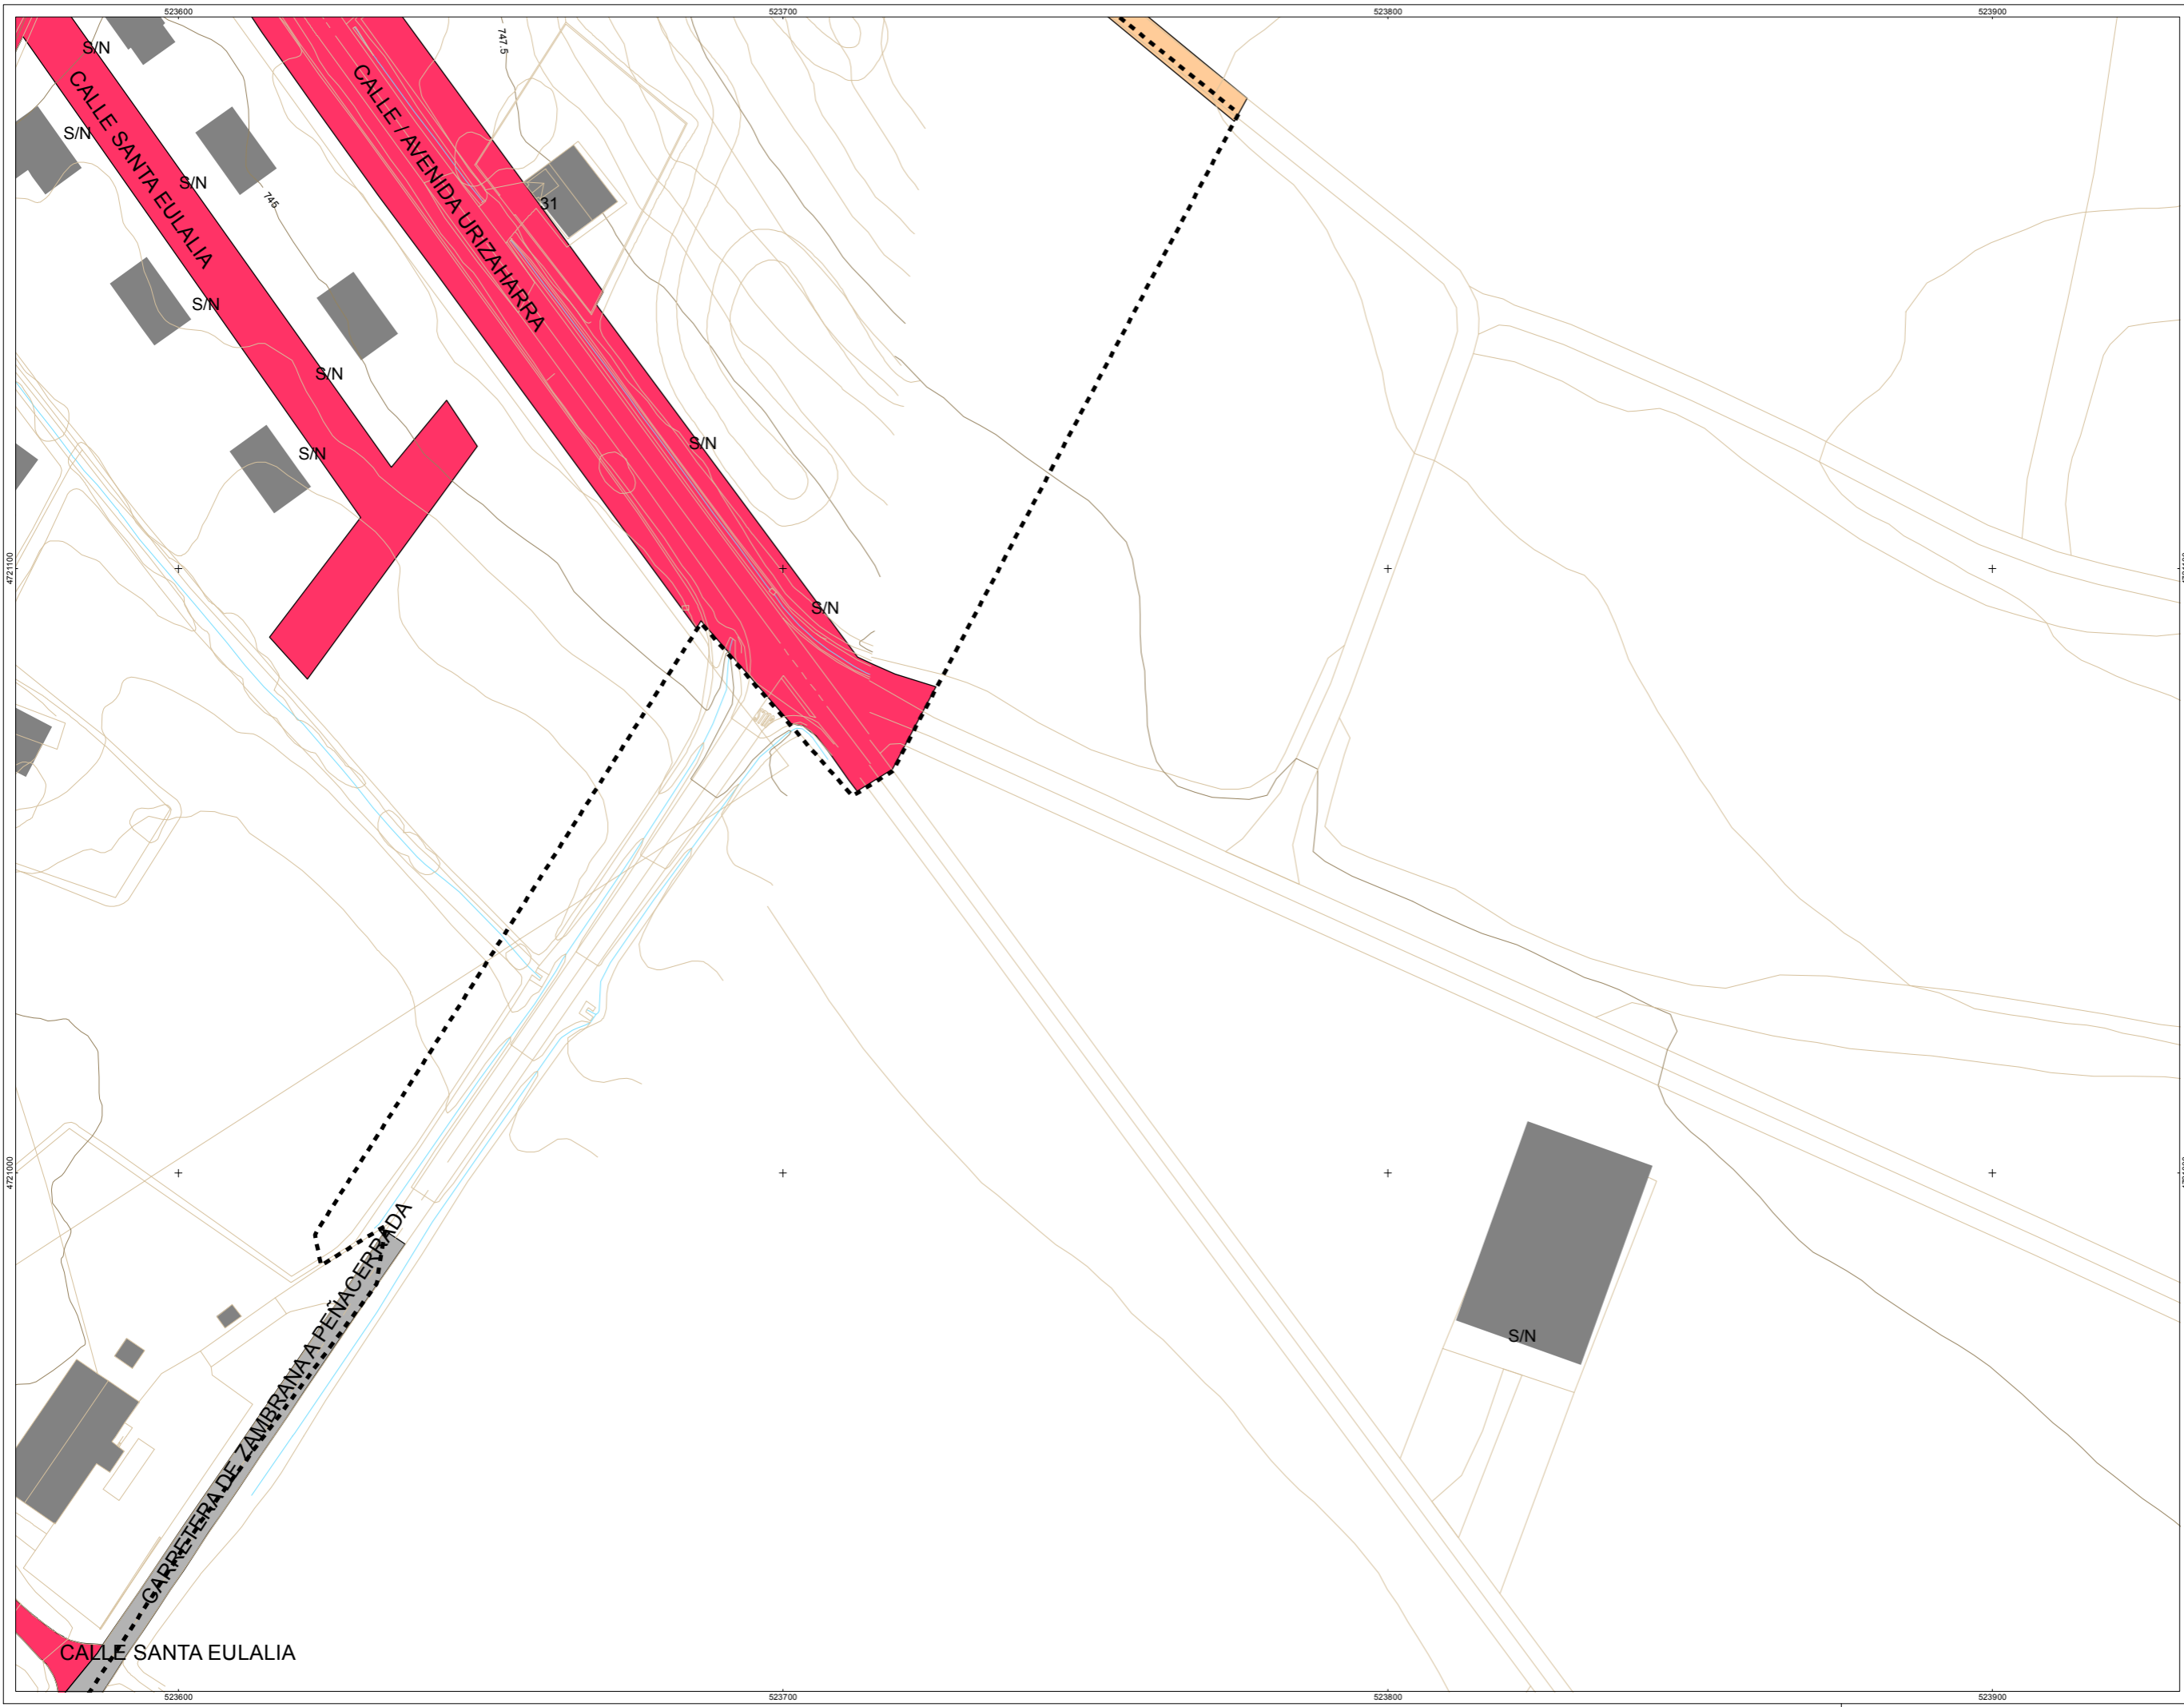 523600
523700
523800
523900
747.5
S/N
CALLE SANTA EULALIA
CALLE / AVENIDA URIZAHARRA
S/N
S/N
745
31
S/N
S/N
S/N
S/N
4721100
S/N
STOP
4721000
CARRETERA DE ZAMBRANA A PEÑACERRADA
S/N
CALLE SANTA EULALIA
523600
523700
523800
523900